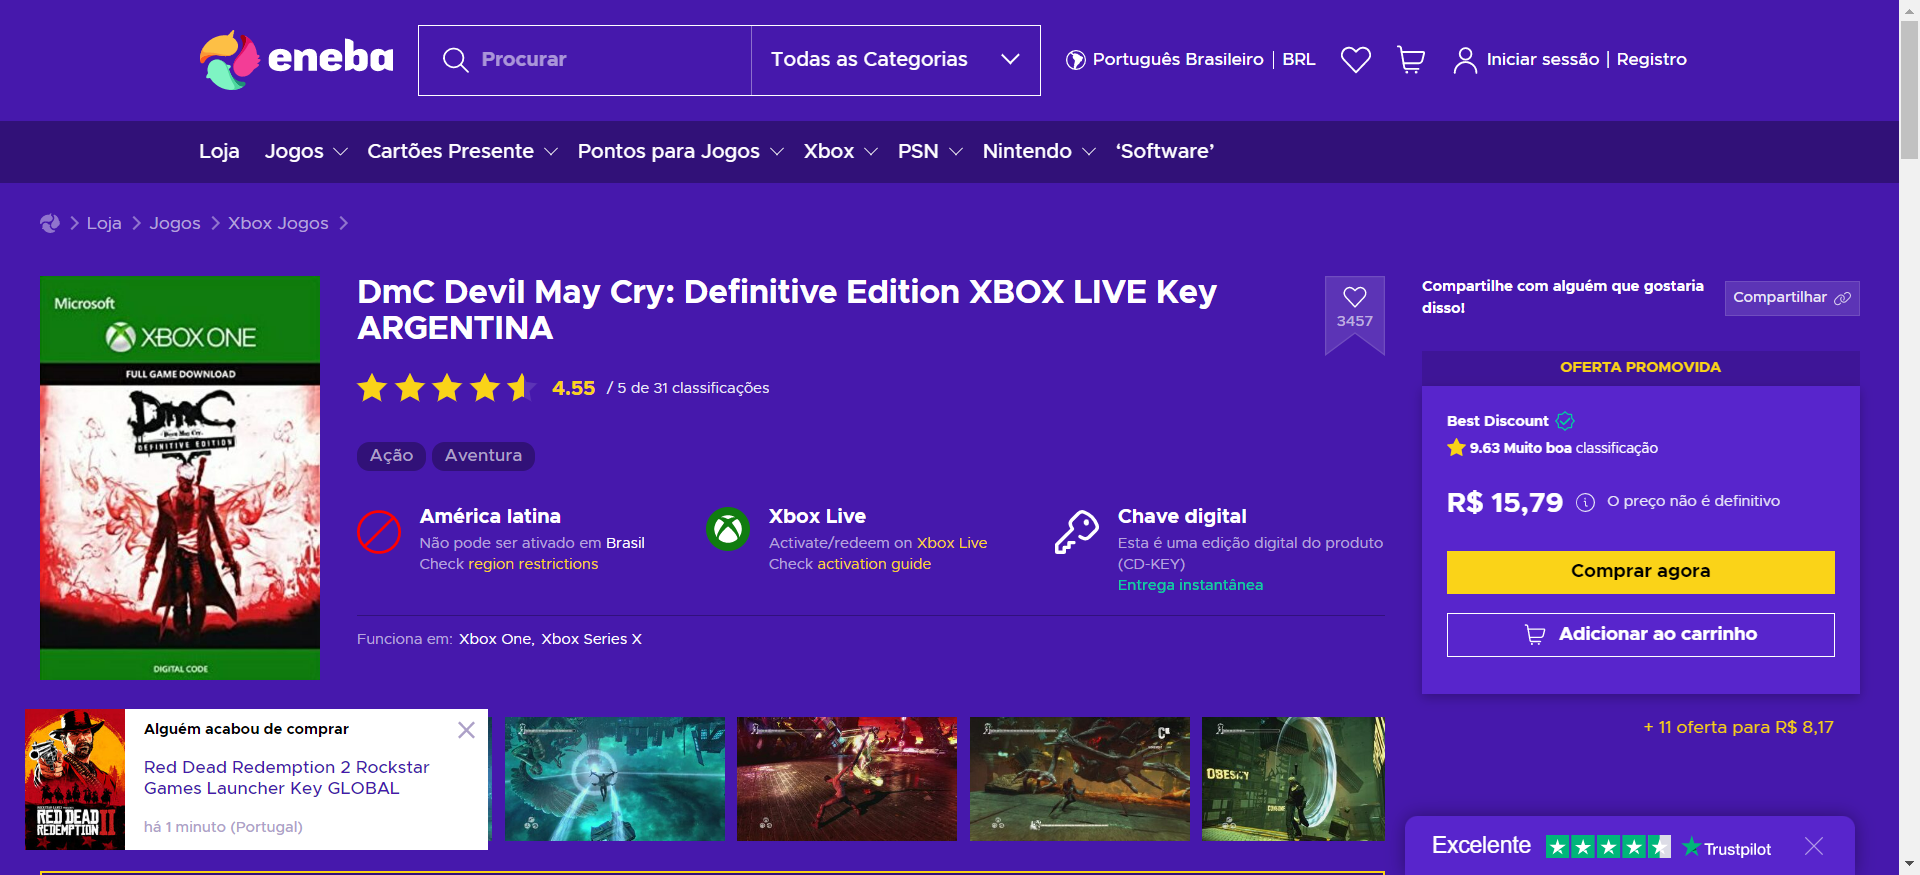 eneba
Procurar
Todas as Categorias
Português Brasileiro | BRL
Iniciar sessão | Registro
Loja
Jogos
Cartões Presente
Pontos para Jogos
Xbox
PSN
Nintendo
‘Software’
Loja
Jogos
Xbox Jogos
Microsoft
XBOX ONE
FULL GAME DOWNLOAD
DmC
Devil May Cry
DEFINITIVE EDITION
DIGITAL CODE
DmC Devil May Cry: Definitive Edition XBOX LIVE Key
ARGENTINA
3457
4.55 / 5 de 31 classificações
Ação
Aventura
América latina
Não pode ser ativado em Brasil
Check region restrictions
Xbox Live
Activate/redeem on Xbox Live
Check activation guide
Chave digital
Esta é uma edição digital do produto
(CD-KEY)
Entrega instantânea
Funciona em: Xbox One, Xbox Series X
Compartilhe com alguém que gostaria
disso!
Compartilhar
OFERTA PROMOVIDA
Best Discount
9.63 Muito boa classificação
R$ 15,79
O preço não é definitivo
Comprar agora
Adicionar ao carrinho
+ 11 oferta para R$ 8,17
RED DEAD
REDEMPTION II
Alguém acabou de comprar
Red Dead Redemption 2 Rockstar
Games Launcher Key GLOBAL
há 1 minuto (Portugal)
OBESITY
Excelente
Trustpilot